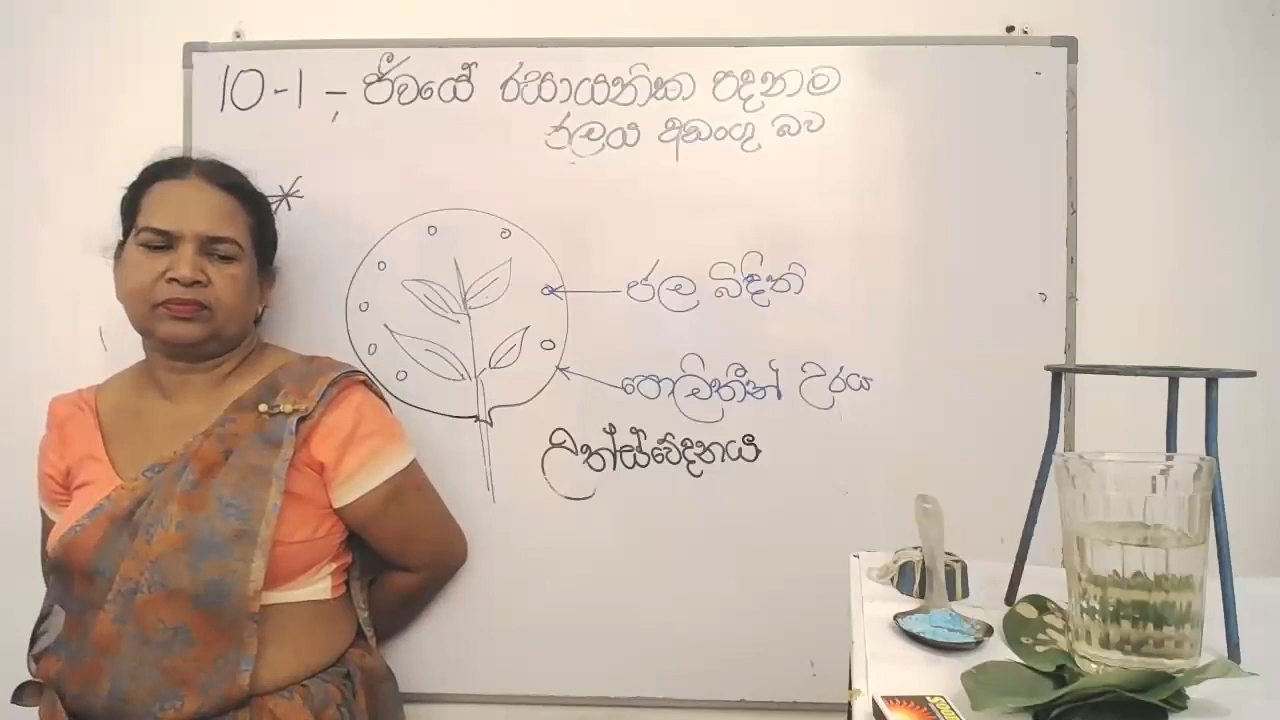 10-1 - ජීවයේ රසායනික පදනම
ජලය අඩංගු බව
ජල බිඳිති
පොලිතීන් උරය
උත්ස්වේදනය